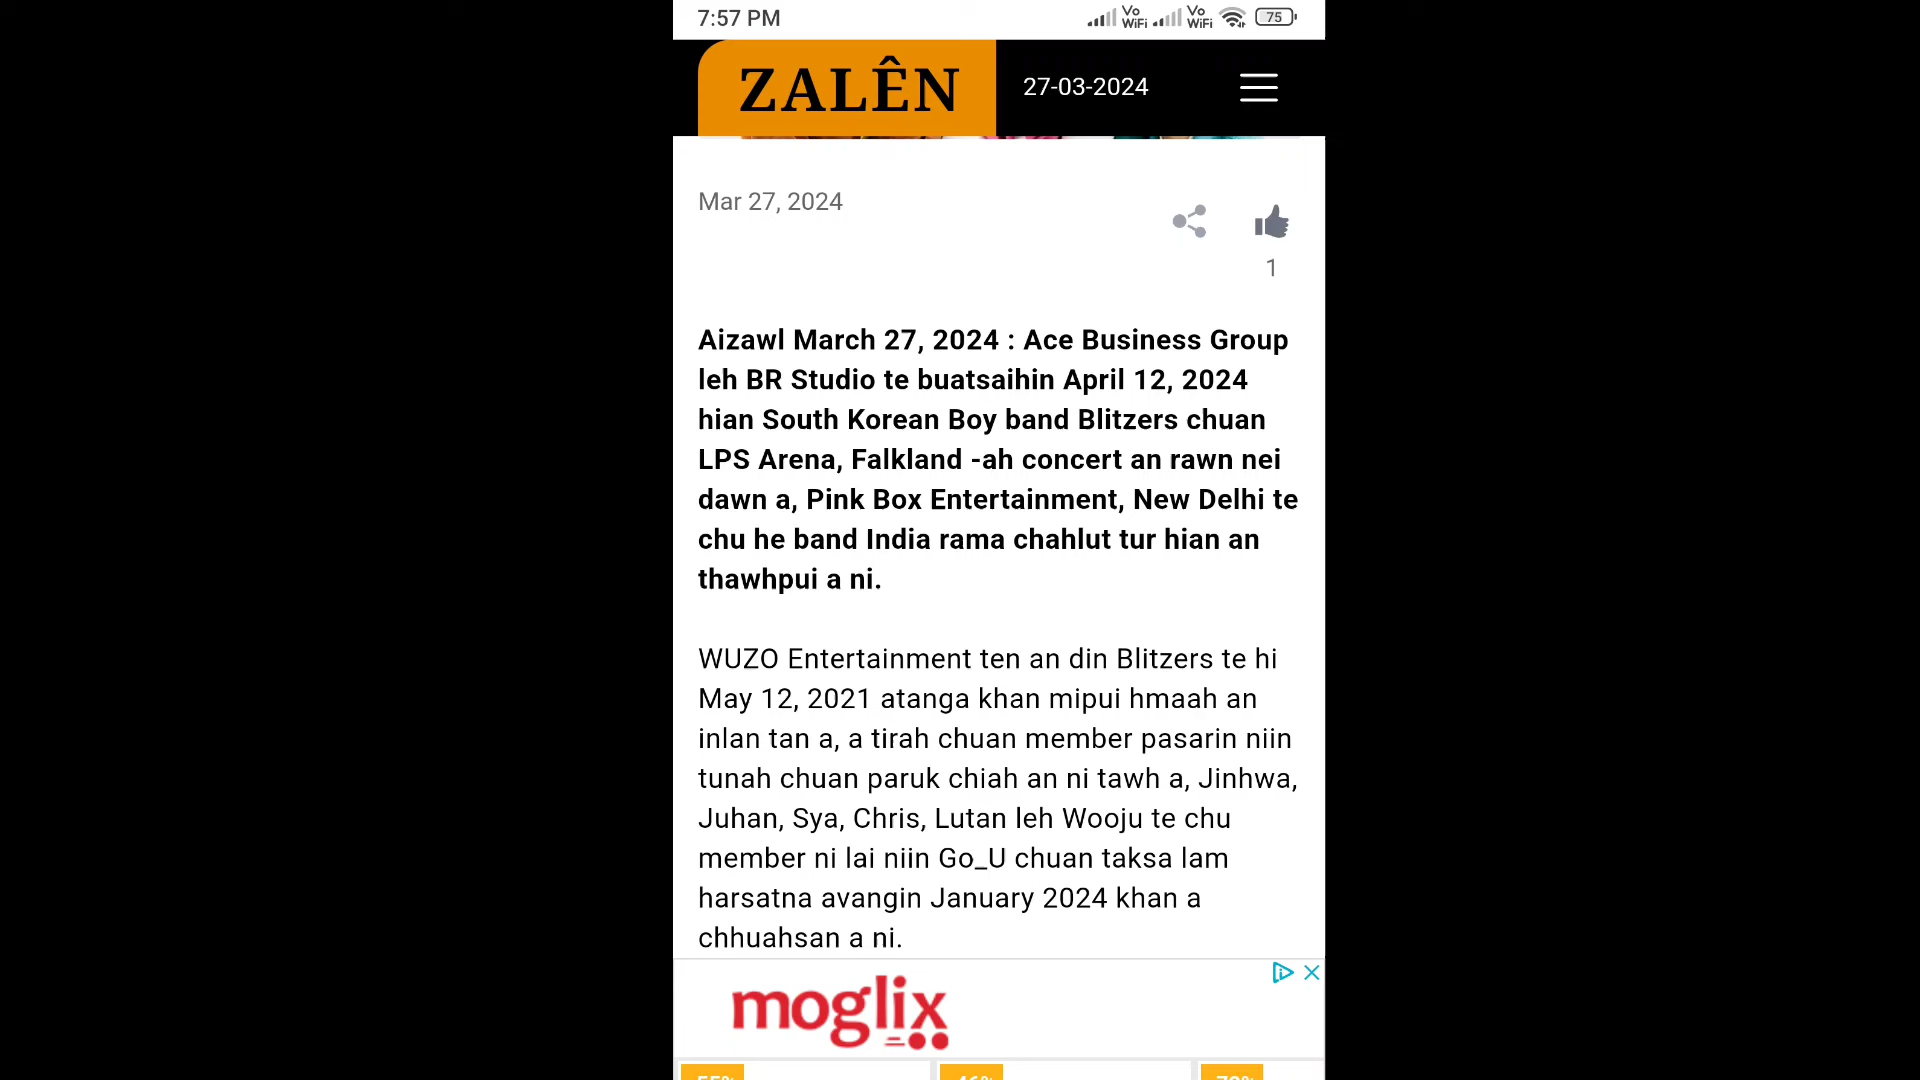 7:57 PM
Vo WiFi Vo WiFi 75
ZALÊN
27-03-2024
Mar 27, 2024
1
Aizawl March 27, 2024 : Ace Business Group
leh BR Studio te buatsaihin April 12, 2024
hian South Korean Boy band Blitzers chuan
LPS Arena, Falkland -ah concert an rawn nei
dawn a, Pink Box Entertainment, New Delhi te
chu he band India rama chahlut tur hian an
thawhpui a ni.
WUZO Entertainment ten an din Blitzers te hi
May 12, 2021 atanga khan mipui hmaah an
inlan tan a, a tirah chuan member pasarin niin
tunah chuan paruk chiah an ni tawh a, Jinhwa,
Juhan, Sya, Chris, Lutan leh Wooju te chu
member ni lai niin Go_U chuan taksa lam
harsatna avangin January 2024 khan a
chhuahsan a ni.
moglix